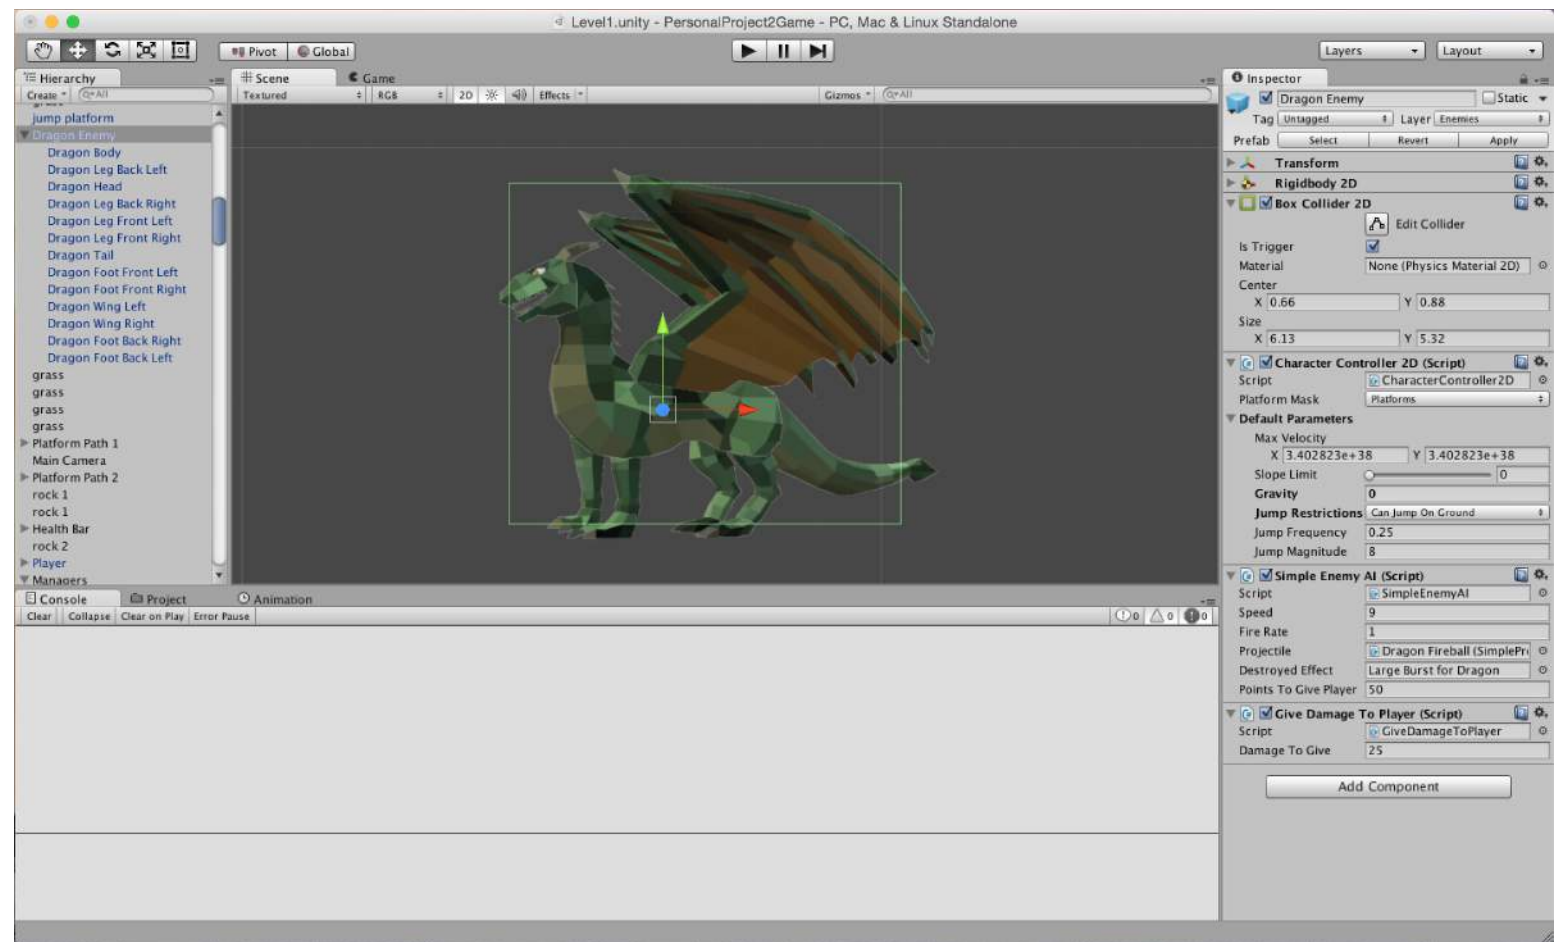 Level1.unity - PersonalProject2Game - PC, Mac & Linux Standalone
Pivot Global
Layers Layout
Hierarchy
Create All
grass
jump platform
Dragon Enemy
Dragon Body
Dragon Leg Back Left
Dragon Head
Dragon Leg Back Right
Dragon Leg Front Left
Dragon Leg Front Right
Dragon Tail
Dragon Foot Front Left
Dragon Foot Front Right
Dragon Wing Left
Dragon Wing Right
Dragon Foot Back Right
Dragon Foot Back Left
grass
grass
grass
grass
Platform Path 1
Main Camera
Platform Path 2
rock 1
rock 1
Health Bar
rock 2
Player
Managers
Scene Game
Textured RGB 2D Effects Gizmos All
Console Project Animation
Clear Collapse Clear on Play Error Pause 0 0 0
Inspector
Dragon Enemy Static
Tag Untagged Layer Enemies
Prefab Select Revert Apply
Transform
Rigidbody 2D
Box Collider 2D
Edit Collider
Is Trigger
Material None (Physics Material 2D)
Center
X 0.66 Y 0.88
Size
X 6.13 Y 5.32
Character Controller 2D (Script)
Script CharacterController2D
Platform Mask Platforms
Default Parameters
Max Velocity
X 3.402823e+38 Y 3.402823e+38
Slope Limit 0
Gravity 0
Jump Restrictions Can Jump On Ground
Jump Frequency 0.25
Jump Magnitude 8
Simple Enemy AI (Script)
Script SimpleEnemyAI
Speed 9
Fire Rate 1
Projectile Dragon Fireball (SimplePr
Destroyed Effect Large Burst for Dragon
Points To Give Player 50
Give Damage To Player (Script)
Script GiveDamageToPlayer
Damage To Give 25
Add Component